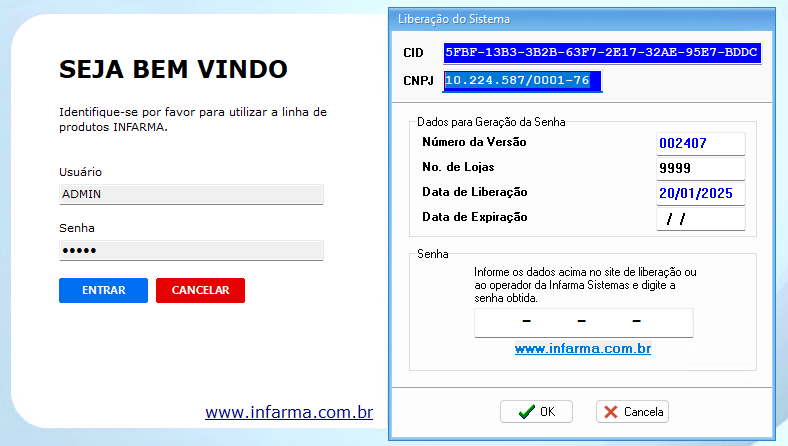 SEJA BEM VINDO
Identifique-se por favor para utilizar a linha de
produtos INFARMA.
Usuário
ADMIN
Senha
•••••
ENTRAR
CANCELAR
www.infarma.com.br
Liberação do Sistema
CID 5FBF-13B3-3B2B-63F7-2E17-32AE-95E7-BDDC
CNPJ 10.224.587/0001-76
Dados para Geração da Senha
Número da Versão 002407
No. de Lojas 9999
Data de Liberação 20/01/2025
Data de Expiração / /
Senha
Informe os dados acima no site de liberação ou
ao operador da Infarma Sistemas e digite a
senha obtida.
- - -
www.infarma.com.br
OK
Cancela